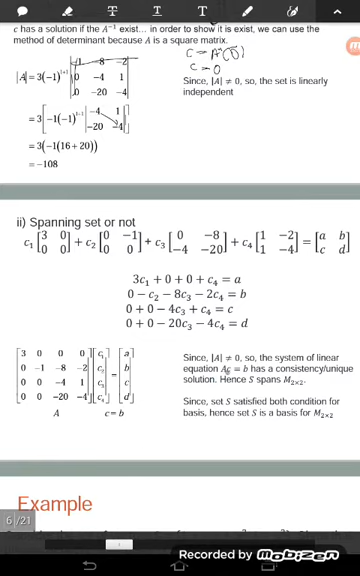 c has a solution if the A⁻¹ exist... in order to show it is exist, we can use the
method of determinant because A is a square matrix.
c = A⁻¹(0)
c = 0
|A| = 3(−1)¹⁺¹ |−1 −8 −2
0 −4 1
0 −20 −4|
Since, |A| ≠ 0, so, the set is linearly
independent
= 3[−1(−1)¹⁺¹ |−4 1
−20 −4|]
= 3(−1(16 + 20))
= −108
ii) Spanning set or not
c₁ [3 0
0 0] + c₂ [0 −1
0 0] + c₃ [0 −8
−4 −20] + c₄ [1 −2
1 −4] = [a b
c d]
3c₁ + 0 + 0 + c₄ = a
0 − c₂ − 8c₃ − 2c₄ = b
0 + 0 − 4c₃ + c₄ = c
0 + 0 − 20c₃ − 4c₄ = d
3 0 0 0 c₁ a
0 −1 −8 −2 c₂ = b
0 0 −4 1 c₃ c
0 0 −20 −4 c₄ d
A c = b
Since, |A| ≠ 0, so the system of linear
equation Ac = b has a consistency/unique
solution. Hence S spans M₂ₓ₂
Since, set S satisfied both condition for
basis, hence set S is a basis for M₂ₓ₂
Example
6 /21
Recorded by
Mobizen